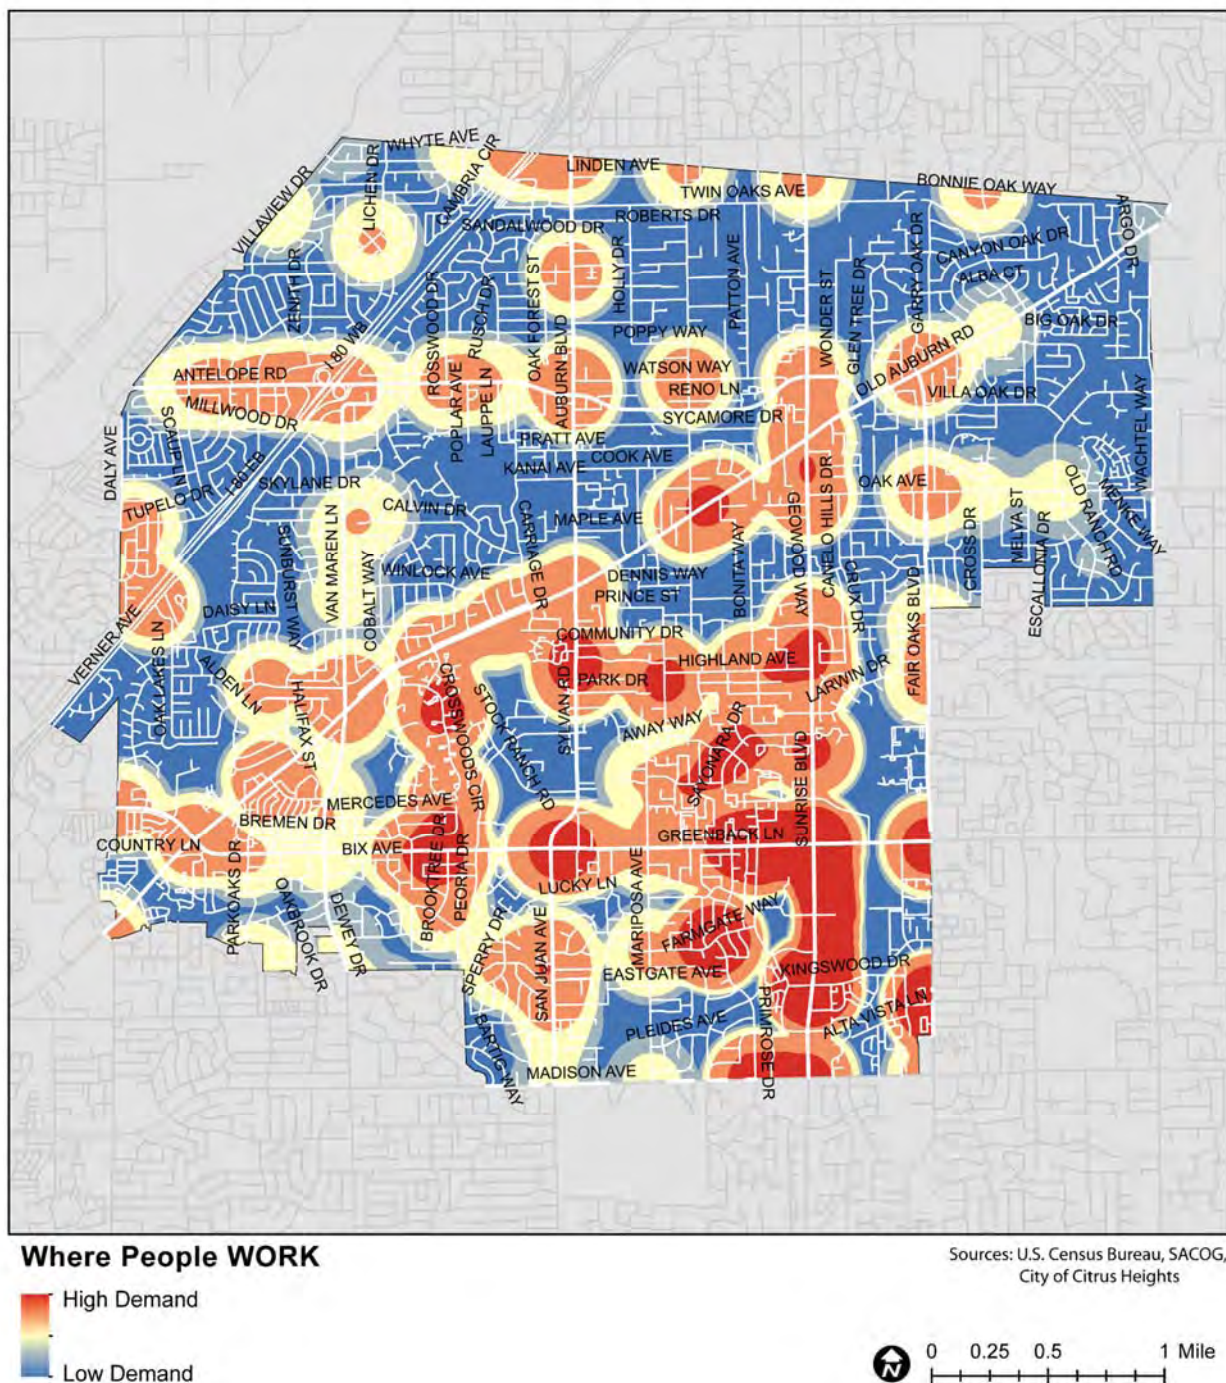 WHYTE AVE
LINDEN AVE
BONNIE OAK WAY
TWIN OAKS AVE
VILLAVIEW DR
LICHEN DR
CAMBRIA CIR
SANDALWOOD DR
ROBERTS DR
ARGO DR
CANYON OAK DR
ALBA CT
ZENITH DR
HOLLY DR
PATTON AVE
GARRY OAK DR
BIG OAK DR
I-80 WB
ROSSWOOD DR
RUSCH DR
OAK FOREST ST
AUBURN BLVD
POPPY WAY
WONDER ST
GLEN TREE DR
OLD AUBURN RD
ANTELOPE RD
WATSON WAY
RENO LN
VILLA OAK DR
MILLWOOD DR
POPLAR AVE
LAUPPE LN
SYCAMORE DR
WACHTEL WAY
DALY AVE
SCAUP LN
PRATT AVE
COOK AVE
KANAI AVE
TUPELO DR
I-80 EB
SKYLANE DR
CALVIN DR
MAPLE AVE
OAK AVE
OLD RANCH RD
MENKE WAY
SUNBURST WAY
VAN MAREN LN
CARRIAGE DR
BONITA WAY
GEOWOOD WAY
CANELO HILLS DR
CROSS DR
MELVA ST
ESCALLONIA DR
WINLOCK AVE
COBALT WAY
DENNIS WAY
PRINCE ST
CRUX DR
FAIR OAKS BLVD
VERNER AVE
DAISY LN
COMMUNITY DR
OAKLAKES LN
ALDEN LN
HALIFAX ST
CROSSWOODS CIR
STOCK RANCH RD
SYLVAN RD
PARK DR
HIGHLAND AVE
LARWIN DR
AWAY WAY
SAYONARA DR
SUNRISE BLVD
MERCEDES AVE
BREMEN DR
COUNTRY LN
BIX AVE
BROOKTREE DR
PEORIA DR
GREENBACK LN
LUCKY LN
PARKOAKS DR
OAKBROOK DR
DEWEY DR
SPERRY DR
SAN JUAN AVE
MARIPOSA AVE
FARMGATE WAY
EASTGATE AVE
KINGSWOOD DR
BARTIG WAY
PLEIDES AVE
PRIMROSE DR
ALTA VISTA LN
MADISON AVE
Where People WORK
High Demand
Low Demand
Sources: U.S. Census Bureau, SACOG,
City of Citrus Heights
N
0 0.25 0.5 1 Mile